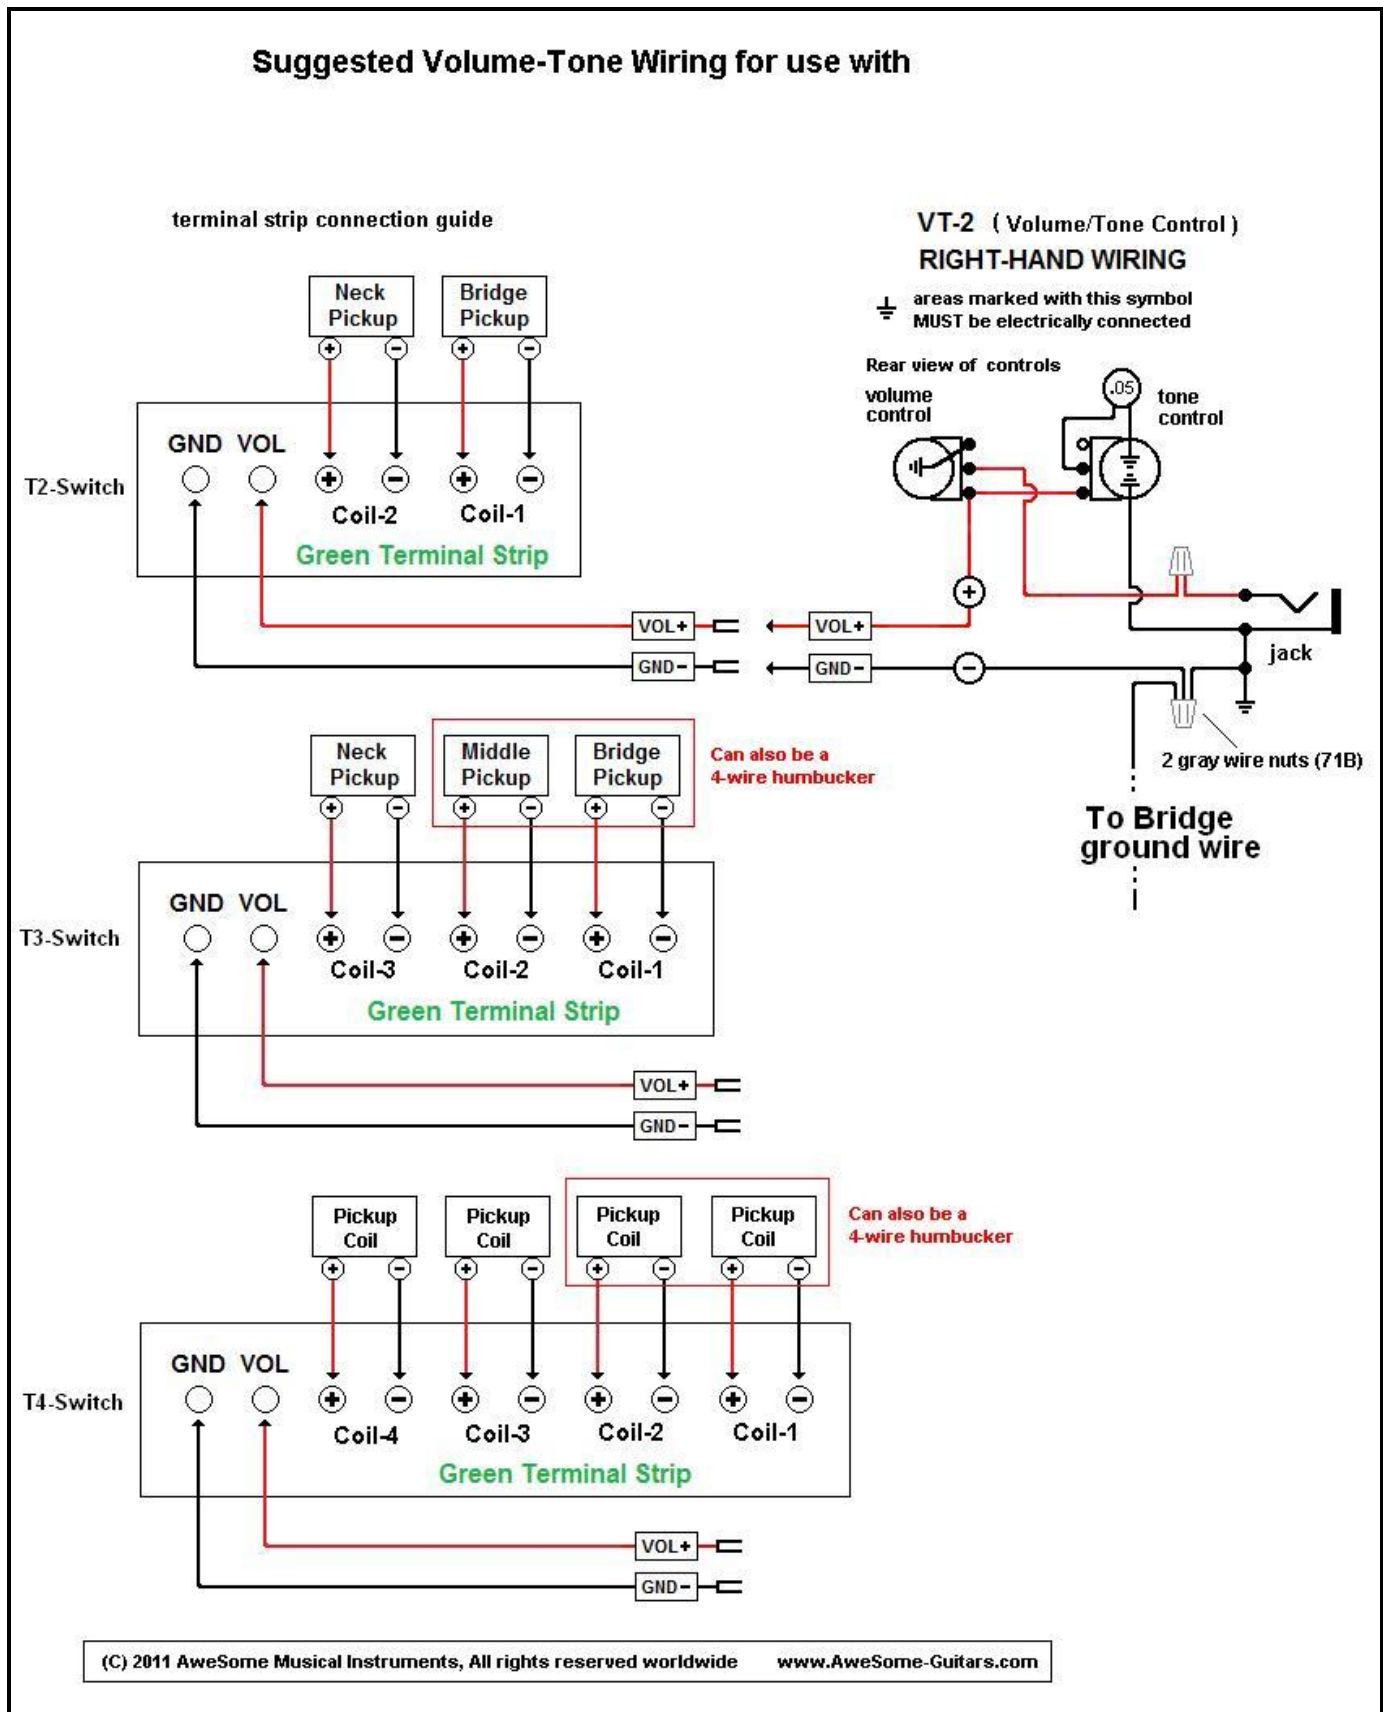 Suggested Volume-Tone Wiring for use with
terminal strip connection guide
VT-2 ( Volume/Tone Control )
RIGHT-HAND WIRING
areas marked with this symbol
MUST be electrically connected
Rear view of controls
volume
control
.05
tone
control
Neck
Pickup
Bridge
Pickup
+ − + −
T2-Switch
GND VOL
+ − + −
Coil-2 Coil-1
Green Terminal Strip
VOL+
GND−
VOL+
GND−
+
−
jack
2 gray wire nuts (71B)
To Bridge
ground wire
Neck
Pickup
Middle
Pickup
Bridge
Pickup
Can also be a
4-wire humbucker
+ − + − + −
T3-Switch
GND VOL
+ − + − + −
Coil-3 Coil-2 Coil-1
Green Terminal Strip
VOL+
GND−
Pickup
Coil
Pickup
Coil
Pickup
Coil
Pickup
Coil
Can also be a
4-wire humbucker
+ − + − + − + −
T4-Switch
GND VOL
+ − + − + − + −
Coil-4 Coil-3 Coil-2 Coil-1
Green Terminal Strip
VOL+
GND−
(C) 2011 AweSome Musical Instruments, All rights reserved worldwide www.AweSome-Guitars.com